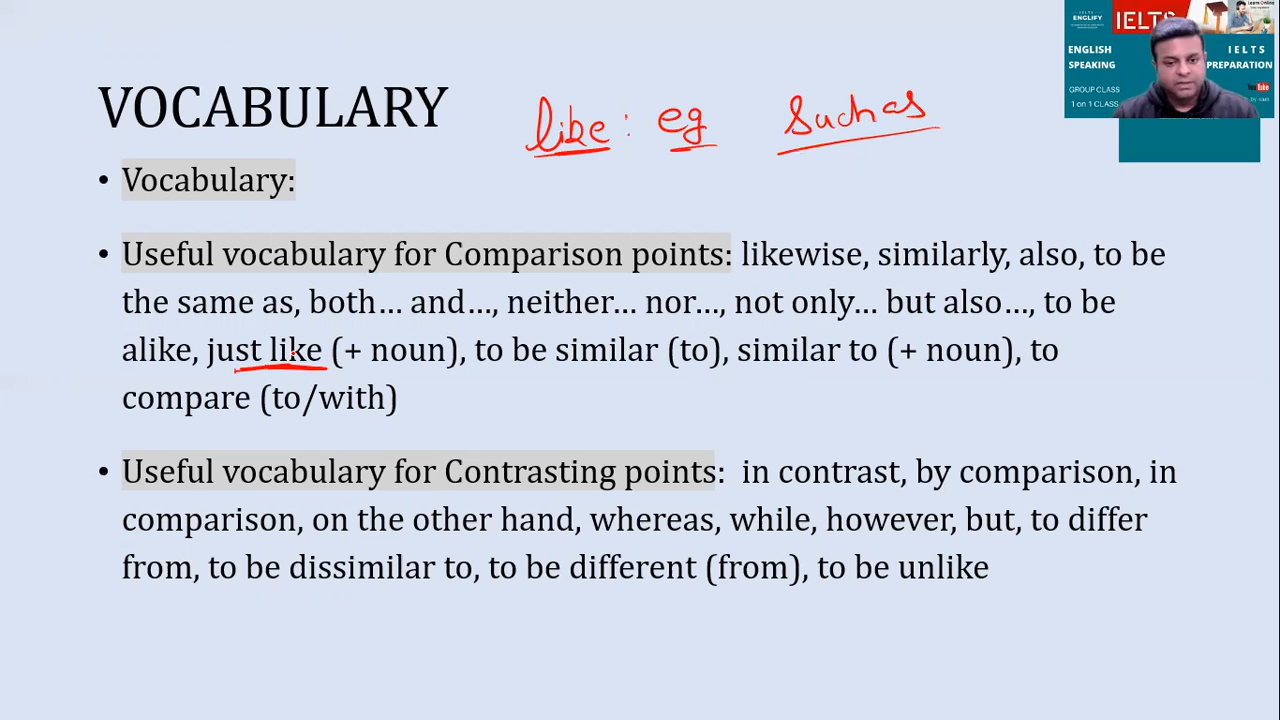 IELTS
ENGLIFY
IELTS
Learn Online
ENGLISH
SPEAKING
IELTS
PREPARATION
GROUP CLASS
1 on 1 CLASS
VOCABULARY
like : eg such as
• Vocabulary:
• Useful vocabulary for Comparison points: likewise, similarly, also, to be
the same as, both… and…, neither… nor…, not only… but also…, to be
alike, just like (+ noun), to be similar (to), similar to (+ noun), to
compare (to/with)
• Useful vocabulary for Contrasting points: in contrast, by comparison, in
comparison, on the other hand, whereas, while, however, but, to differ
from, to be dissimilar to, to be different (from), to be unlike